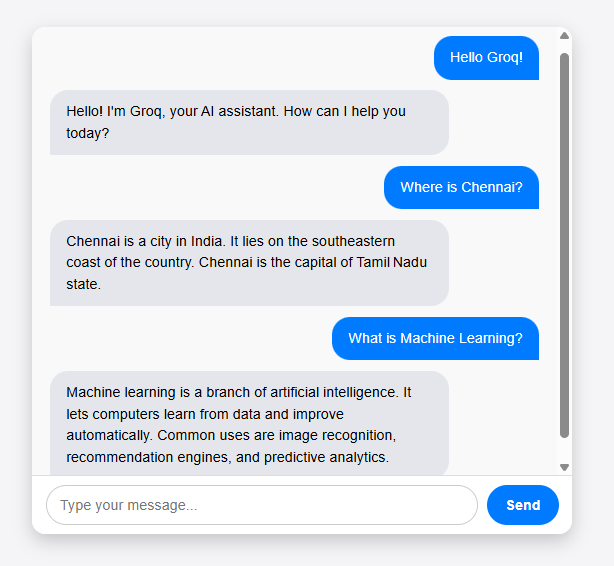 Hello Groq!
Hello! I'm Groq, your AI assistant. How can I help you
today?
Where is Chennai?
Chennai is a city in India. It lies on the southeastern
coast of the country. Chennai is the capital of Tamil Nadu
state.
What is Machine Learning?
Machine learning is a branch of artificial intelligence. It
lets computers learn from data and improve
automatically. Common uses are image recognition,
recommendation engines, and predictive analytics.
Type your message...
Send